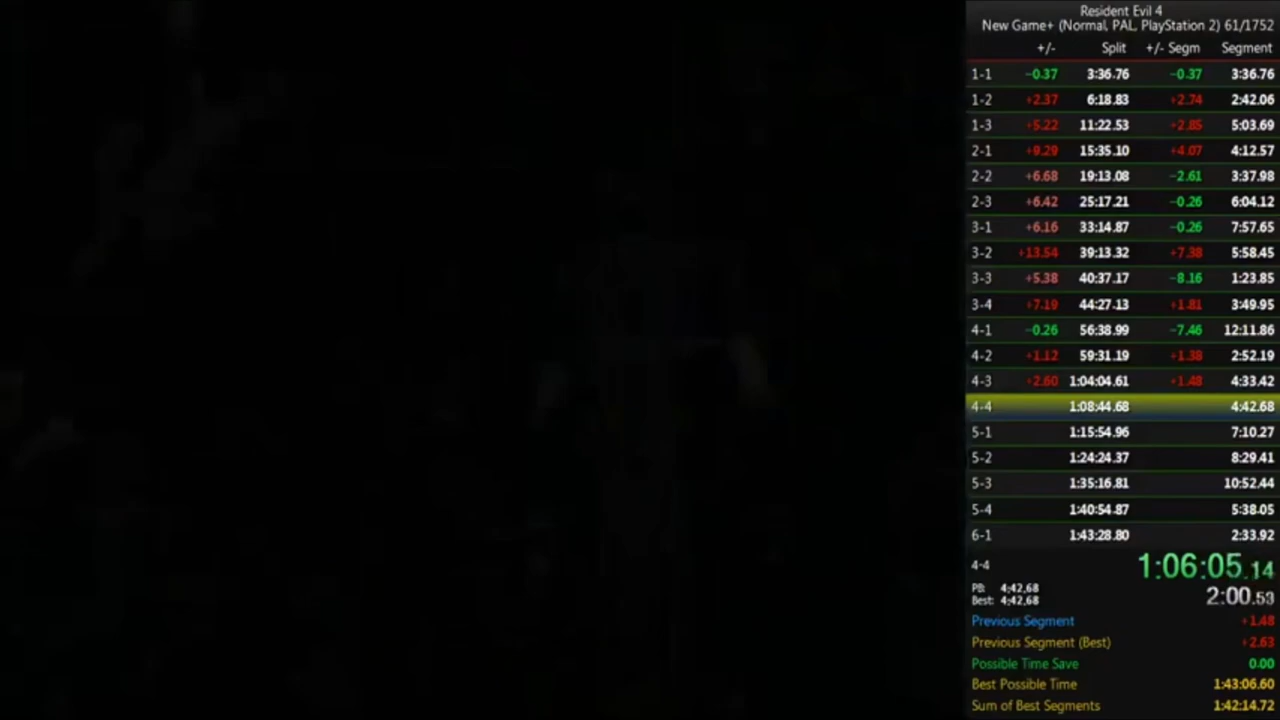 Resident Evil 4
New Game+ (Normal, PAL, PlayStation 2) 61/1752
+/- Split +/- Segm Segment
1-1 -0.37 3:36.76 -0.37 3:36.76
1-2 +2.37 6:18.83 +2.74 2:42.06
1-3 +5.22 11:22.53 +2.85 5:03.69
2-1 +9.29 15:35.10 +4.07 4:12.57
2-2 +6.68 19:13.08 -2.61 3:37.98
2-3 +6.42 25:17.21 -0.26 6:04.12
3-1 +6.16 33:14.87 -0.26 7:57.65
3-2 +13.54 39:13.32 +7.38 5:58.45
3-3 +5.38 40:37.17 -8.16 1:23.85
3-4 +7.19 44:27.13 +1.81 3:49.95
4-1 -0.26 56:38.99 -7.46 12:11.86
4-2 +1.12 59:31.19 +1.38 2:52.19
4-3 +2.60 1:04:04.61 +1.48 4:33.42
4-4 1:08:44.68 4:42.68
5-1 1:15:54.96 7:10.27
5-2 1:24:24.37 8:29.41
5-3 1:35:16.81 10:52.44
5-4 1:40:54.87 5:38.05
6-1 1:43:28.80 2:33.92
4-4 1:06:05.14
PB: 4:42.68
Best: 4:42.68 2:00.53
Previous Segment +1.48
Previous Segment (Best) +2.63
Possible Time Save 0.00
Best Possible Time 1:43:06.60
Sum of Best Segments 1:42:14.72